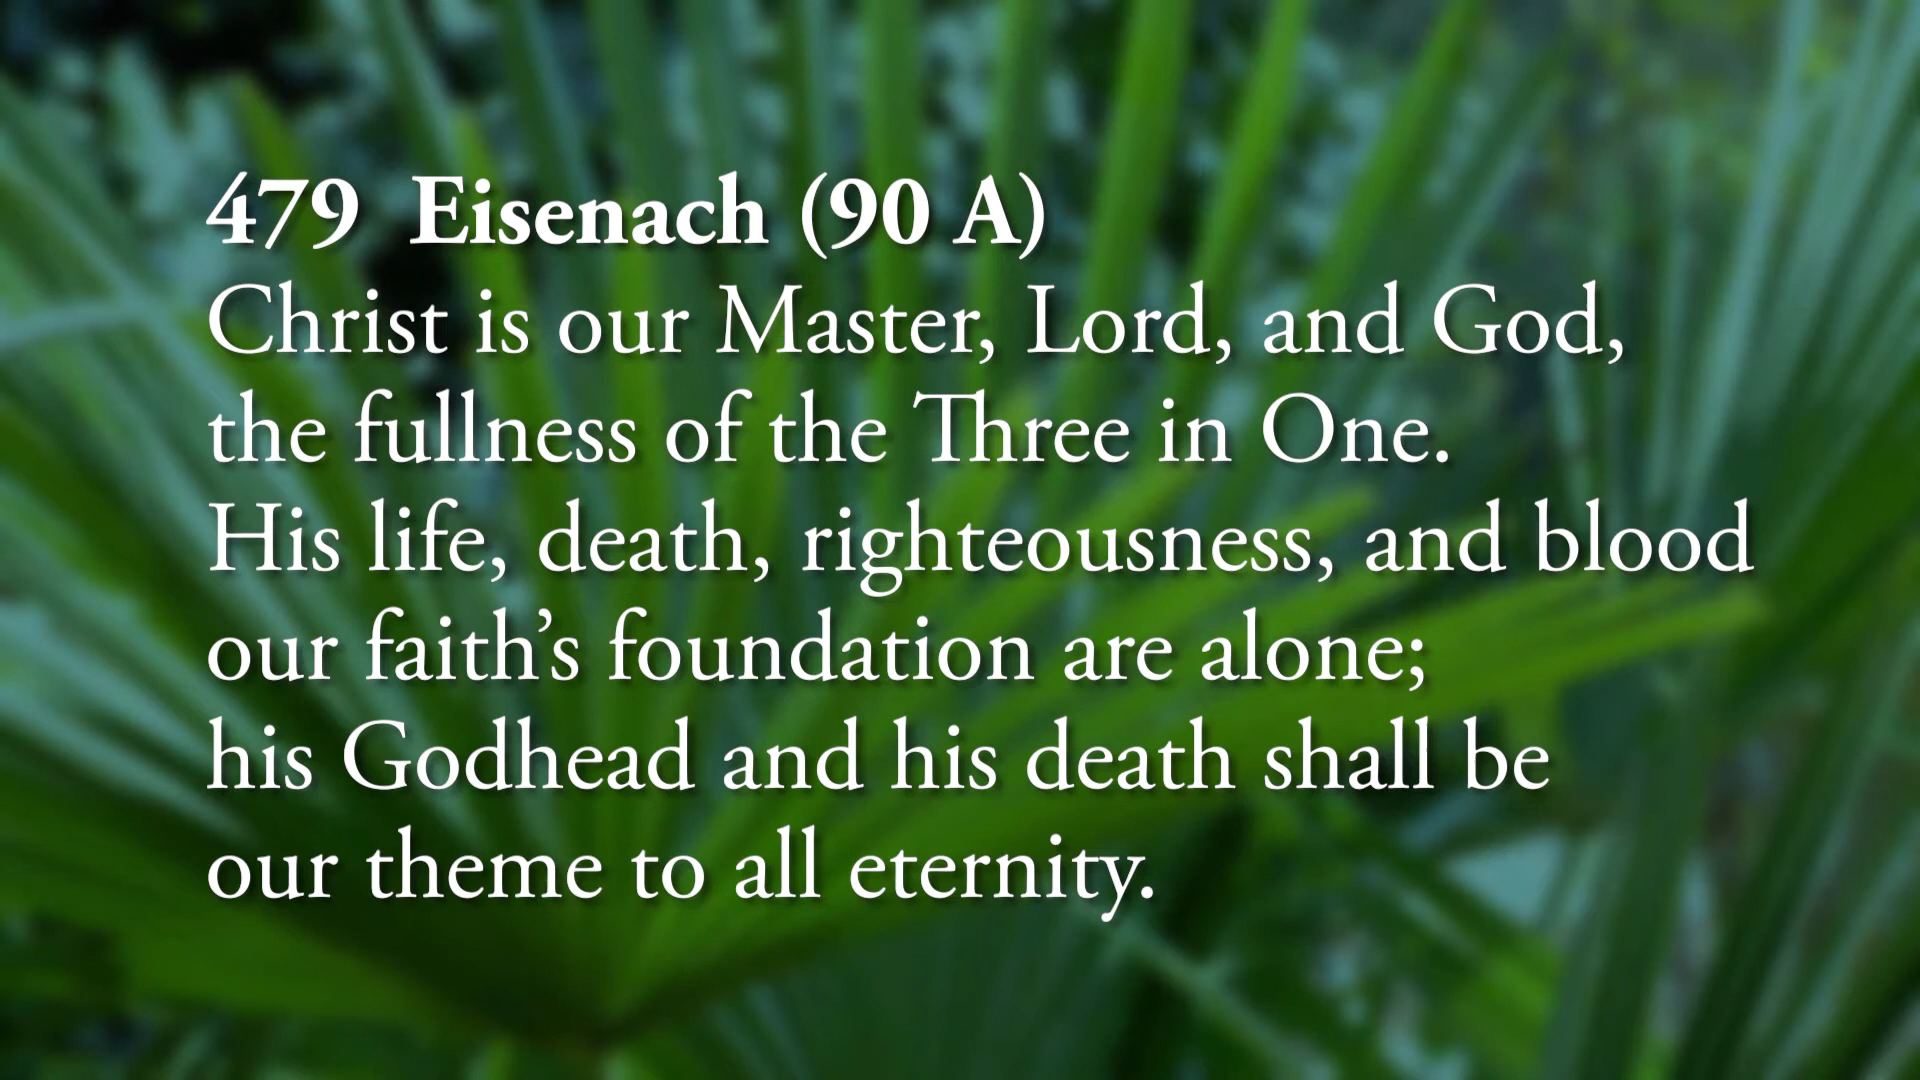 479 Eisenach (90 A)
Christ is our Master, Lord, and God,
the fullness of the Three in One.
His life, death, righteousness, and blood
our faith’s foundation are alone;
his Godhead and his death shall be
our theme to all eternity.